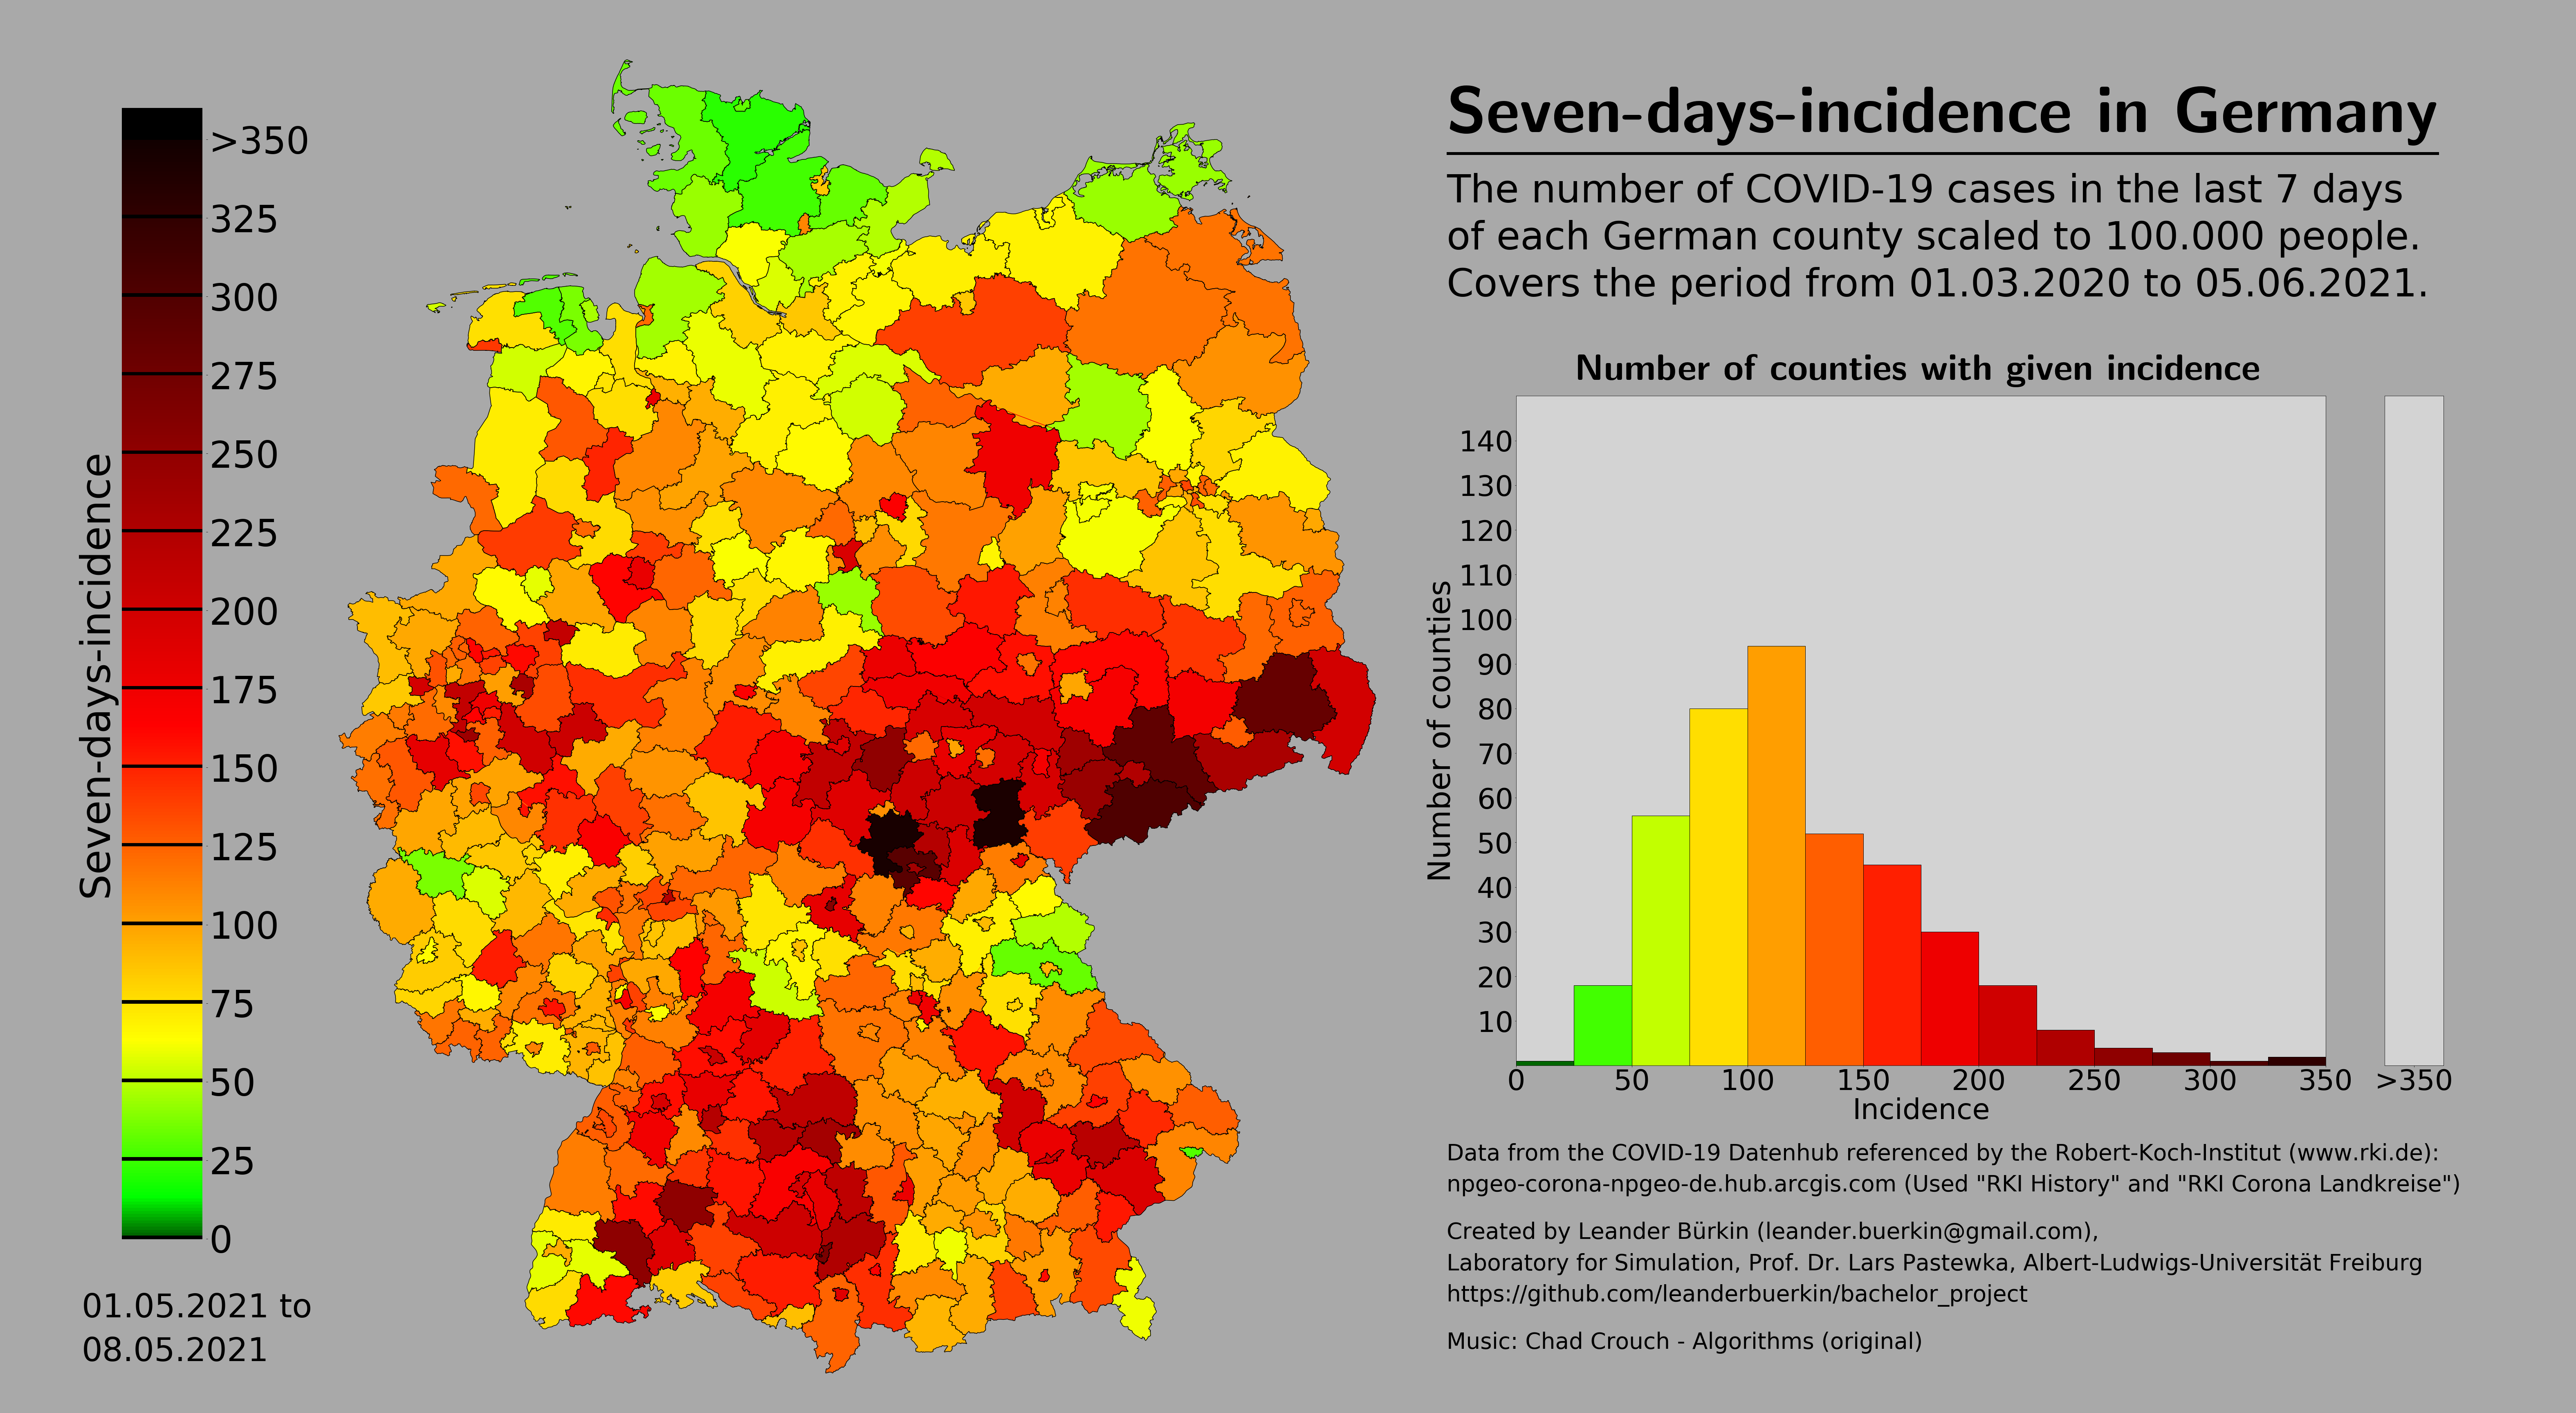 Seven-days-incidence in Germany
The number of COVID-19 cases in the last 7 days
of each German county scaled to 100.000 people.
Covers the period from 01.03.2020 to 05.06.2021.
Seven-days-incidence
>350
325
300
275
250
225
200
175
150
125
100
75
50
25
0
01.05.2021 to
08.05.2021
Number of counties with given incidence
Number of counties
140
130
120
110
100
90
80
70
60
50
40
30
20
10
0 50 100 150 200 250 300 350 >350
Incidence
Data from the COVID-19 Datenhub referenced by the Robert-Koch-Institut (www.rki.de):
npgeo-corona-npgeo-de.hub.arcgis.com (Used "RKI History" and "RKI Corona Landkreise")
Created by Leander Bürkin (leander.buerkin@gmail.com),
Laboratory for Simulation, Prof. Dr. Lars Pastewka, Albert-Ludwigs-Universität Freiburg
https://github.com/leanderbuerkin/bachelor_project
Music: Chad Crouch - Algorithms (original)